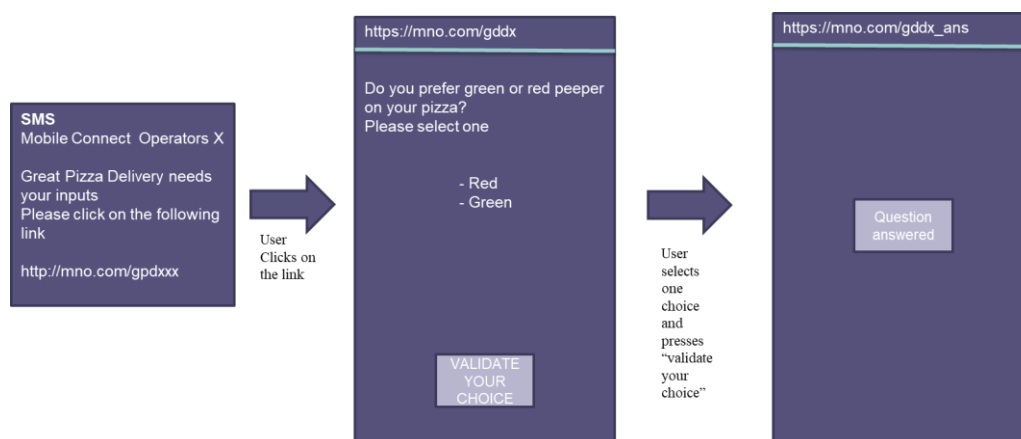 SMS
Mobile Connect Operators X
Great Pizza Delivery needs
your inputs
Please click on the following
link
http://mno.com/gpdxxx
User
Clicks on
the link
https://mno.com/gddx
Do you prefer green or red peeper
on your pizza?
Please select one
- Red
- Green
VALIDATE
YOUR
CHOICE
User
selects
one
choice
and
presses
“validate
your
choice”
https://mno.com/gddx_ans
Question
answered